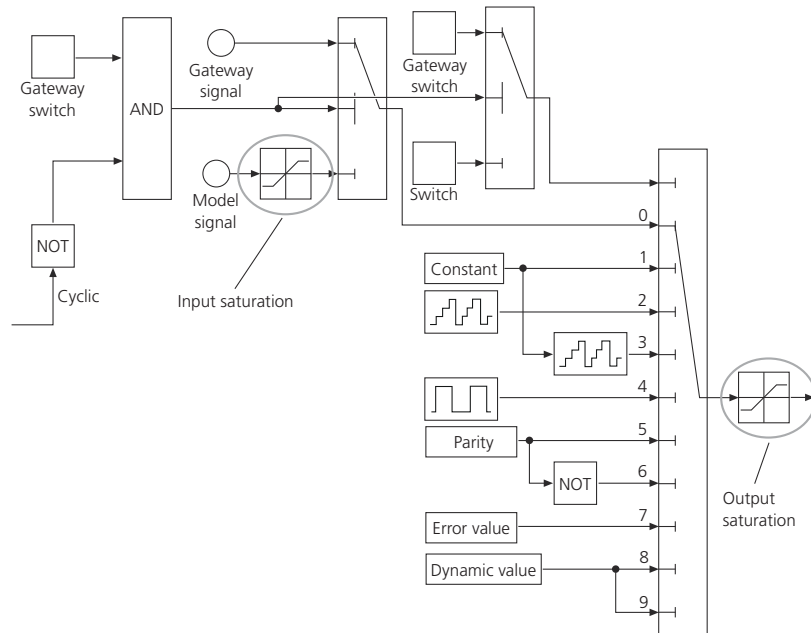 Gateway
switch
AND
Gateway
signal
Gateway
switch
Model
signal
Switch
NOT
Cyclic
Input saturation
0
Constant
1
2
3
4
Parity
5
NOT
6
Output
saturation
Error value
7
Dynamic value
8
9